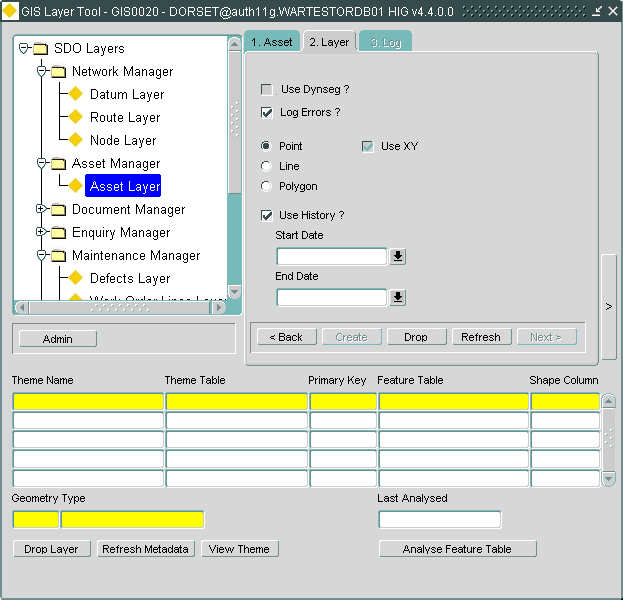 GIS Layer Tool - GIS0020 - DORSET@auth11g.WARTESTORDB01 HIG v4.4.0.0
SDO Layers
Network Manager
Datum Layer
Route Layer
Node Layer
Asset Manager
Asset Layer
Document Manager
Enquiry Manager
Maintenance Manager
Defects Layer
Work Order Lines Layer
Admin
1. Asset
2. Layer
3. Log
Use Dynseg ?
Log Errors ?
Point
Use XY
Line
Polygon
Use History ?
Start Date
End Date
< Back
Create
Drop
Refresh
Next >
>
Theme Name
Theme Table
Primary Key
Feature Table
Shape Column
Geometry Type
Last Analysed
Drop Layer
Refresh Metadata
View Theme
Analyse Feature Table